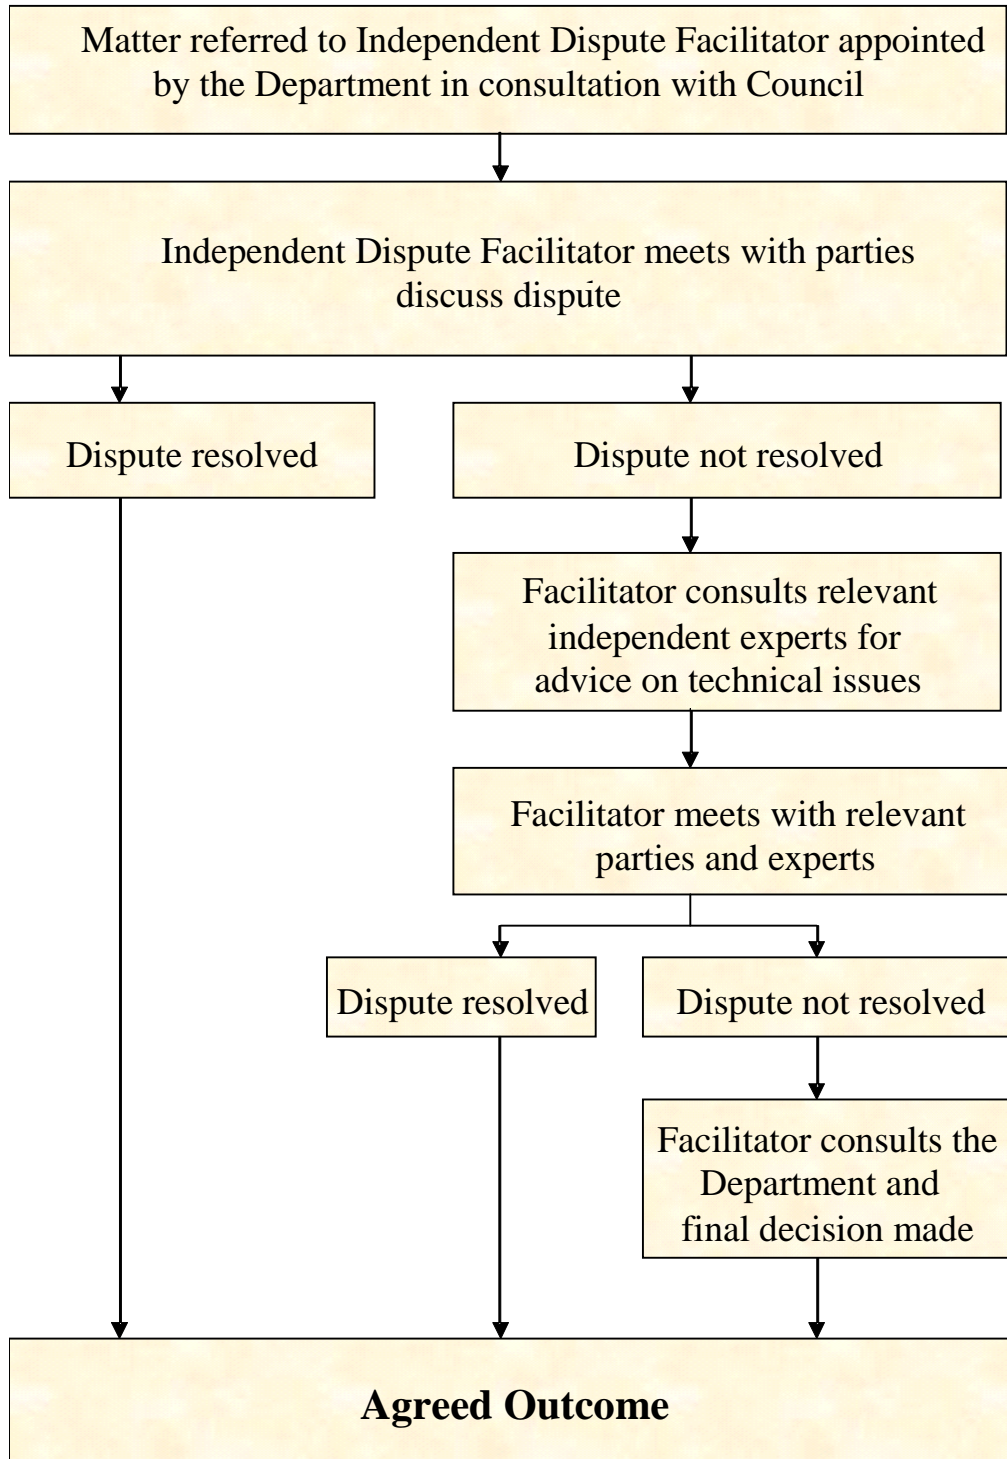 Matter referred to Independent Dispute Facilitator appointed
by the Department in consultation with Council
Independent Dispute Facilitator meets with parties
discuss dispute
Dispute resolved
Dispute not resolved
Facilitator consults relevant
independent experts for
advice on technical issues
Facilitator meets with relevant
parties and experts
Dispute resolved
Dispute not resolved
Facilitator consults the
Department and
final decision made
Agreed Outcome